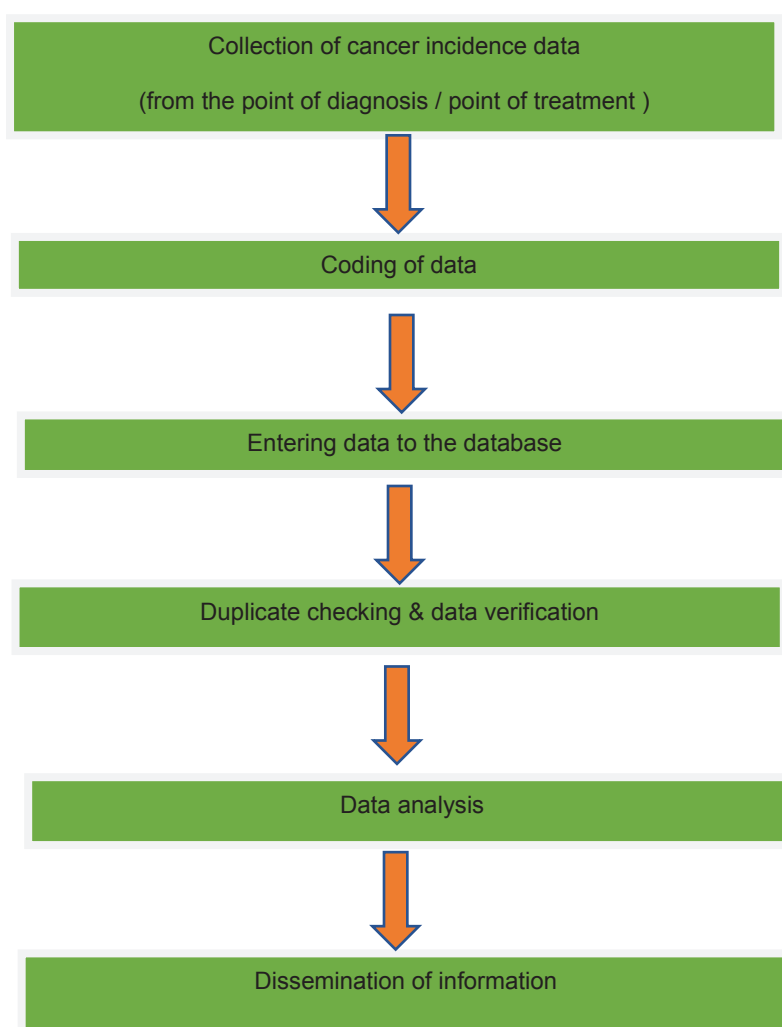 Collection of cancer incidence data
(from the point of diagnosis / point of treatment )
Coding of data
Entering data to the database
Duplicate checking & data verification
Data analysis
Dissemination of information